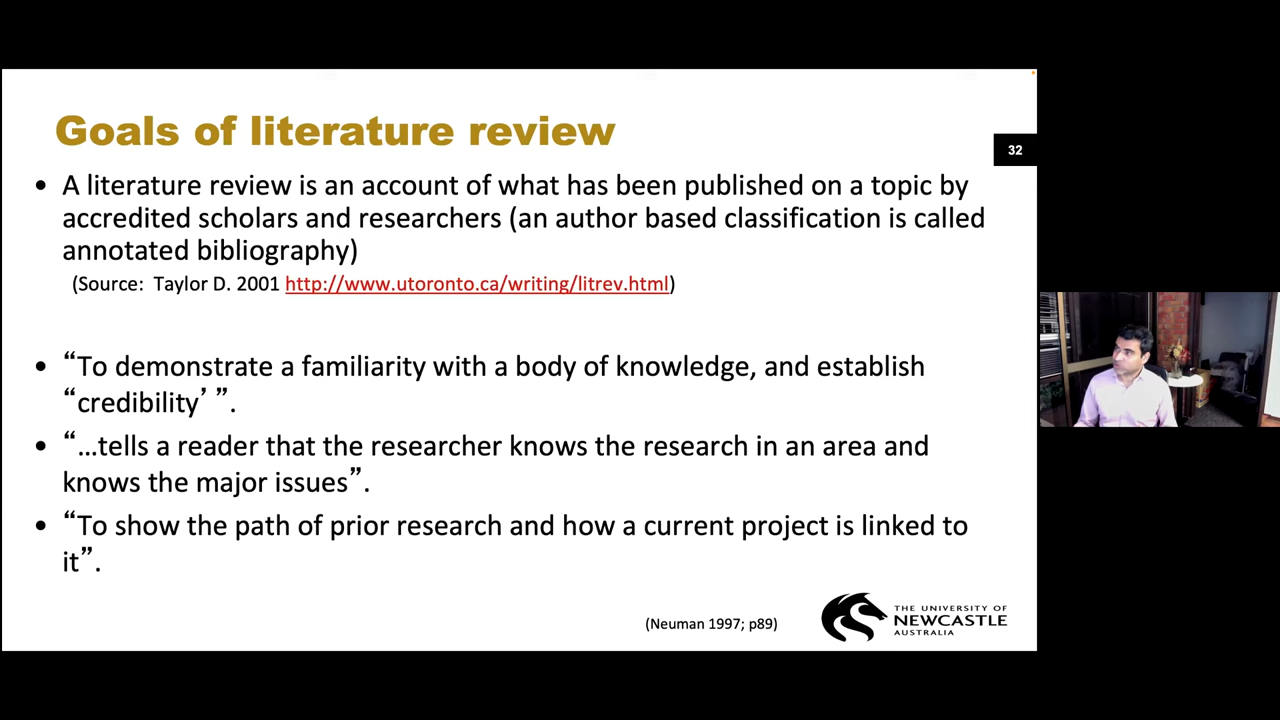 Goals of literature review
32
• A literature review is an account of what has been published on a topic by
accredited scholars and researchers (an author based classification is called
annotated bibliography)
(Source:  Taylor D. 2001 http://www.utoronto.ca/writing/litrev.html)
• “To demonstrate a familiarity with a body of knowledge, and establish
“credibility’ ”.
• “…tells a reader that the researcher knows the research in an area and
knows the major issues”.
• “To show the path of prior research and how a current project is linked to
it”.
(Neuman 1997; p89)
THE UNIVERSITY OF
NEWCASTLE
AUSTRALIA